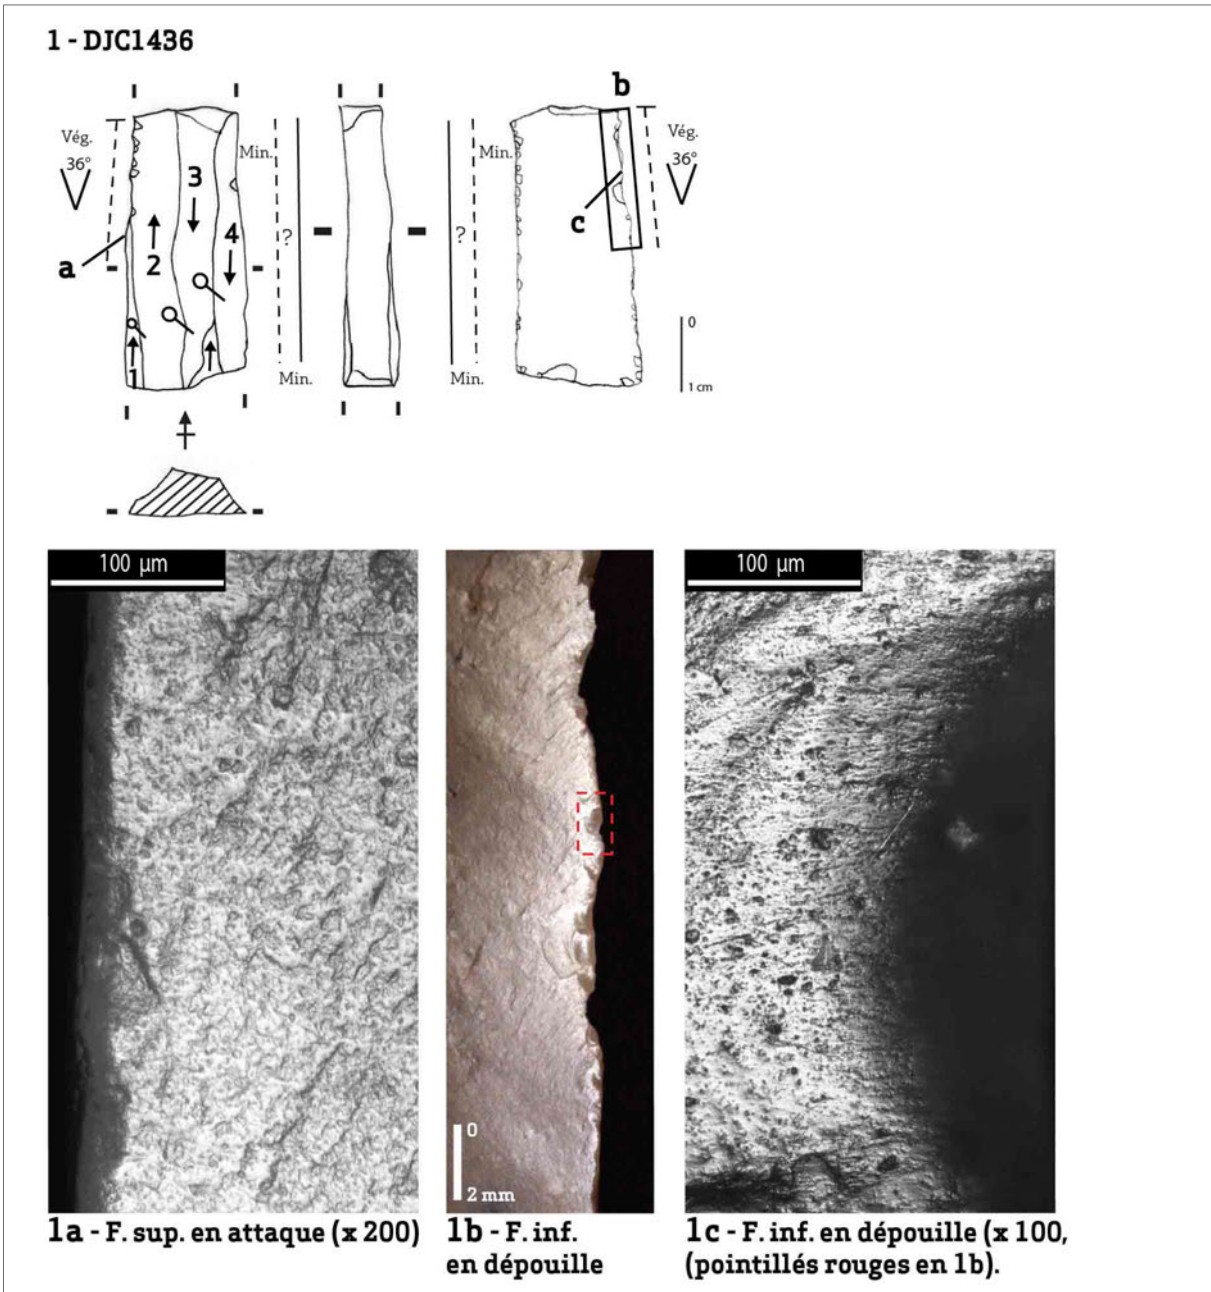 1 - DJC1436
b
Vég.
36°
Min.
Min.
Vég.
36°
3
c
4
?
?
a
2
0
1
Min.
Min.
1 cm
100 µm
100 µm
0
2 mm
1a - F. sup. en attaque (x 200)
1b - F. inf.
en dépouille
1c - F. inf. en dépouille (x 100,
(pointillés rouges en 1b).